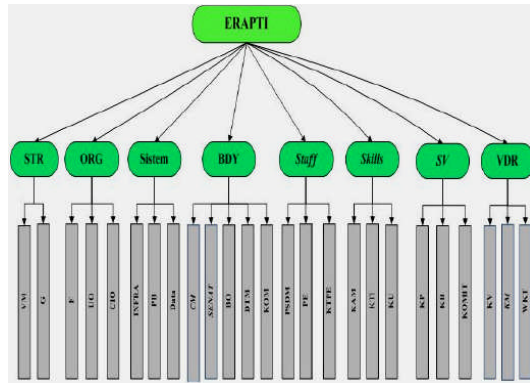 ERAPTI
STR
ORG
Sistem
BDY
Staff
Skills
SV
VDR
VM
G
F
UO
CIO
INFRA
PB
Data
CM
SENAT
BO
DTM
KOM
PSDM
PE
KTPE
KAM
KTI
KU
KP
KB
KOMIT
KV
KM
WKT